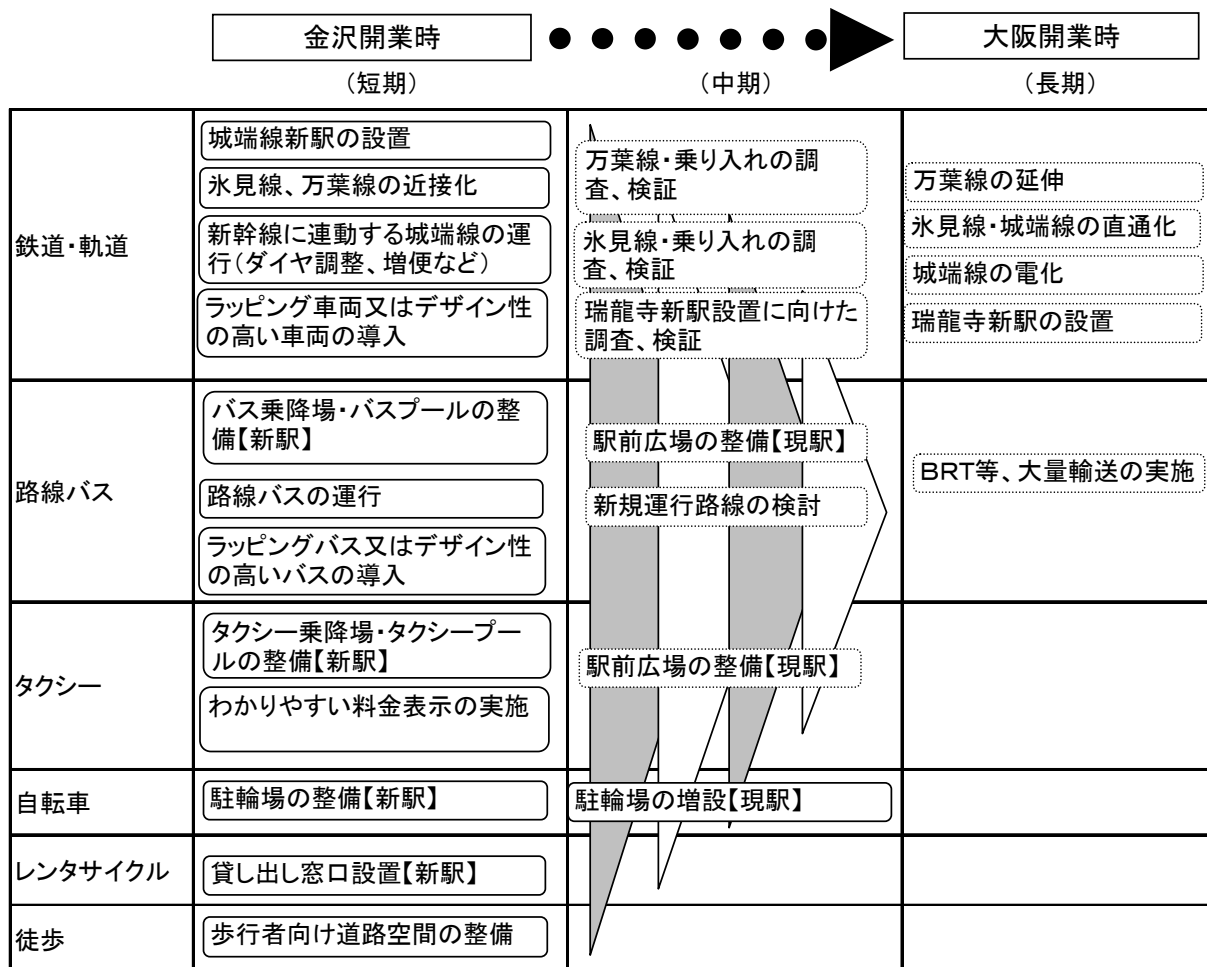 金沢開業時
大阪開業時
（短期）
（中期）
（長期）
鉄道・軌道
城端線新駅の設置
氷見線、万葉線の近接化
新幹線に連動する城端線の運
行（ダイヤ調整、増便など）
ラッピング車両又はデザイン性
の高い車両の導入
万葉線・乗り入れの調
査、検証
氷見線・乗り入れの調
査、検証
瑞龍寺新駅設置に向けた
調査、検証
万葉線の延伸
氷見線・城端線の直通化
城端線の電化
瑞龍寺新駅の設置
路線バス
バス乗降場・バスプールの整
備【新駅】
路線バスの運行
ラッピングバス又はデザイン性
の高いバスの導入
駅前広場の整備【現駅】
新規運行路線の検討
ＢＲＴ等、大量輸送の実施
タクシー
タクシー乗降場・タクシープー
ルの整備【新駅】
わかりやすい料金表示の実施
駅前広場の整備【現駅】
自転車
駐輪場の整備【新駅】
駐輪場の増設【現駅】
レンタサイクル
貸し出し窓口設置【新駅】
徒歩
歩行者向け道路空間の整備